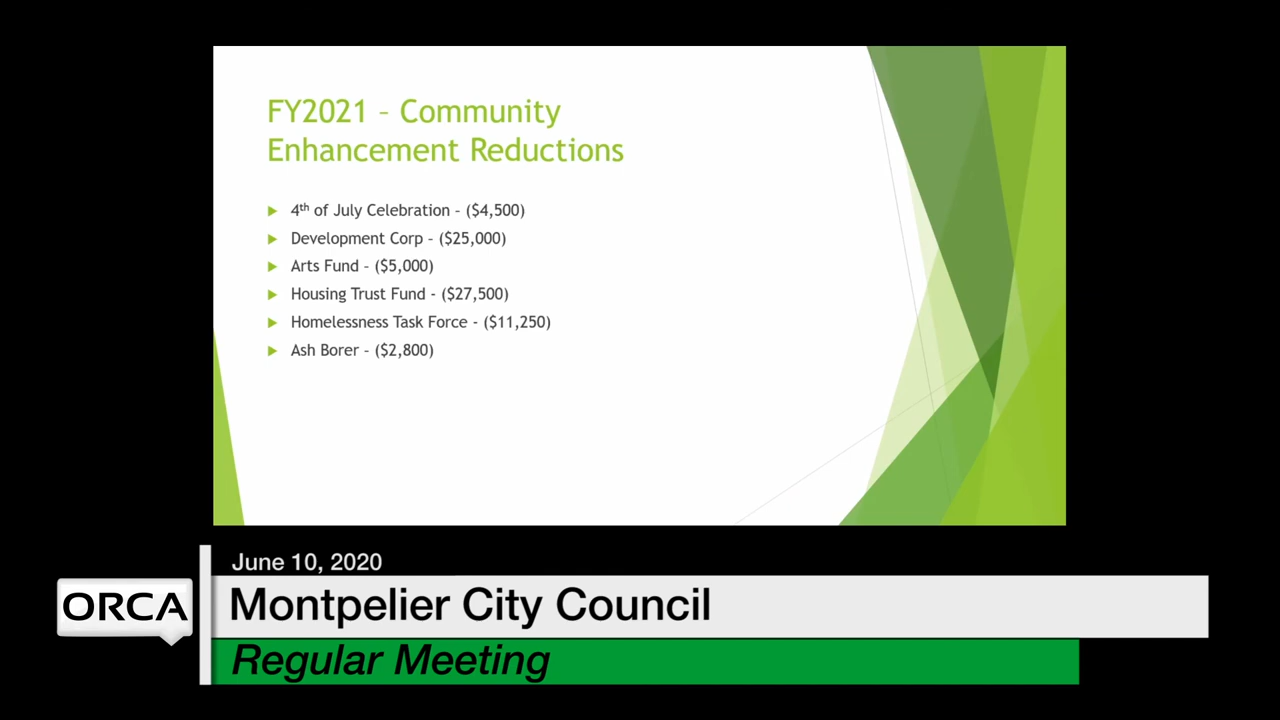 FY2021 – Community
Enhancement Reductions
4th of July Celebration – ($4,500)
Development Corp – ($25,000)
Arts Fund – ($5,000)
Housing Trust Fund - ($27,500)
Homelessness Task Force - ($11,250)
Ash Borer – ($2,800)
June 10, 2020
ORCA
Montpelier City Council
Regular Meeting